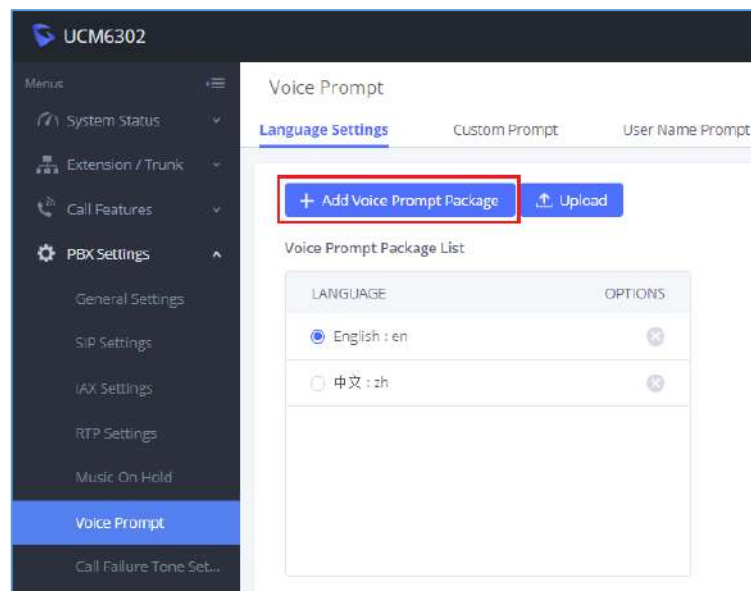 UCM6302
Menus
System Status
Extension / Trunk
Call Features
PBX Settings
General Settings
SIP Settings
IAX Settings
RTP Settings
Music On Hold
Voice Prompt
Call Failure Tone Set...
Voice Prompt
Language Settings Custom Prompt User Name Prompt
+ Add Voice Prompt Package Upload
Voice Prompt Package List
LANGUAGE OPTIONS
English : en
中文 : zh